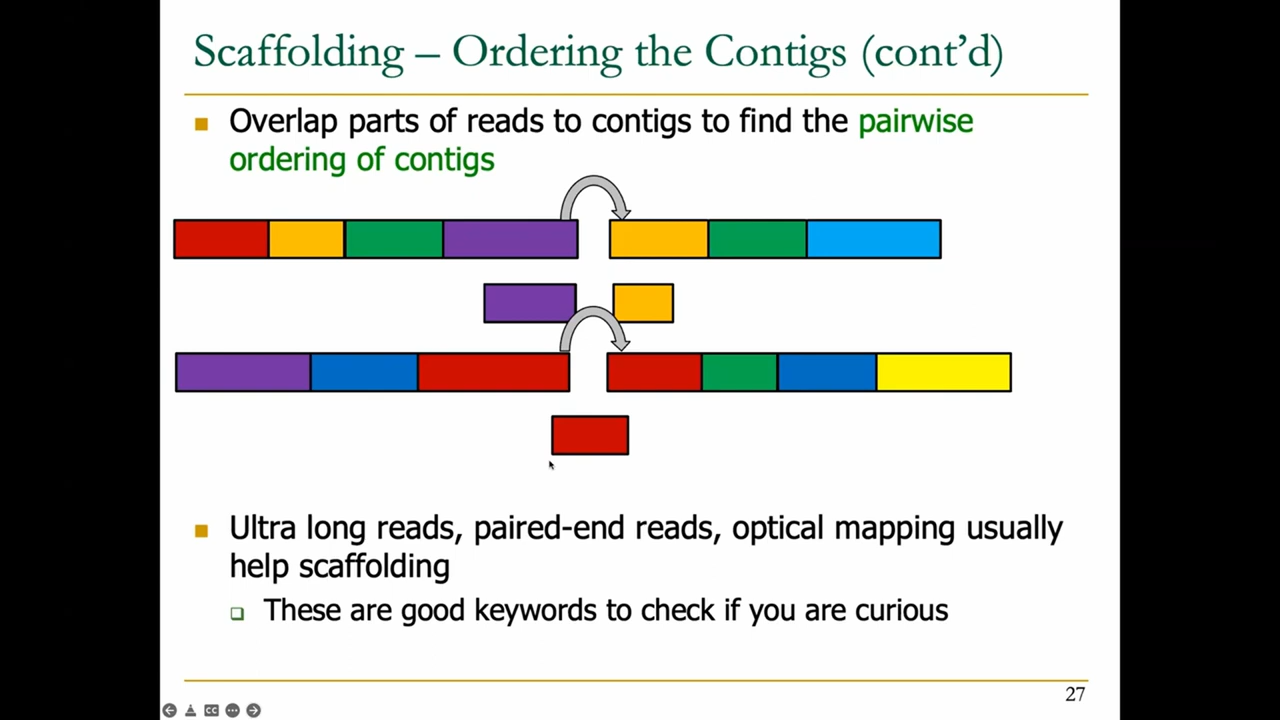 Scaffolding – Ordering the Contigs (cont’d)
Overlap parts of reads to contigs to find the pairwise
ordering of contigs
Ultra long reads, paired-end reads, optical mapping usually
help scaffolding
These are good keywords to check if you are curious
27
CC